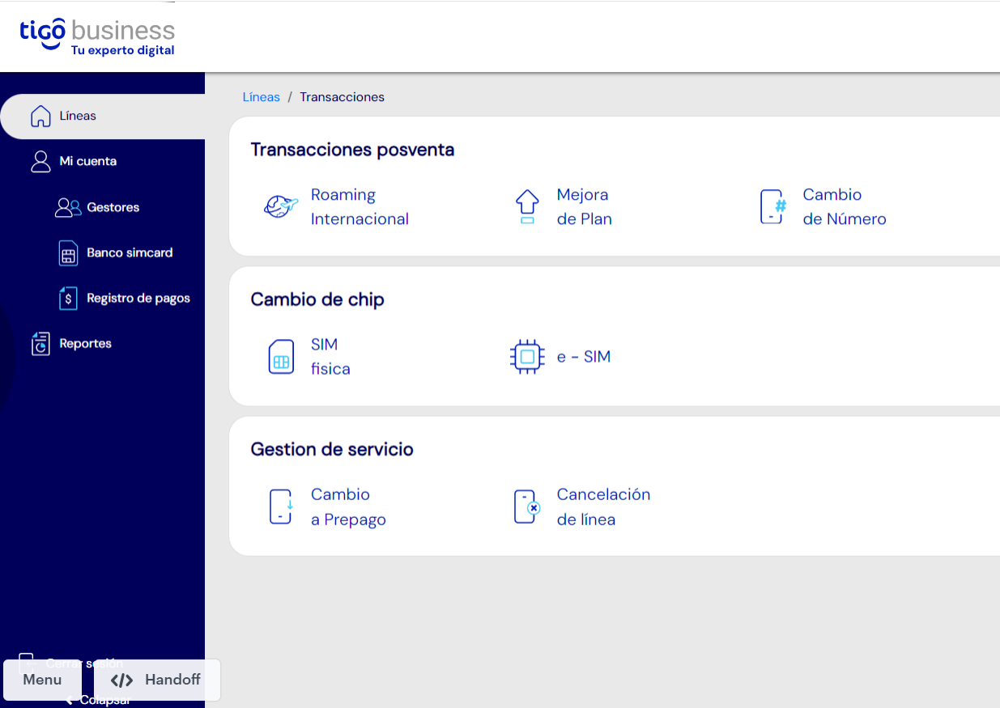 tigo business
Tu experto digital
Líneas
Mi cuenta
Gestores
Banco simcard
Registro de pagos
Reportes
Cerrar sesión
Menu
Handoff
Colapsar
Líneas / Transacciones
Transacciones posventa
Roaming
Internacional
Mejora
de Plan
#
Cambio
de Número
Cambio de chip
SIM
fisica
e - SIM
Gestion de servicio
Cambio
a Prepago
Cancelación
de línea